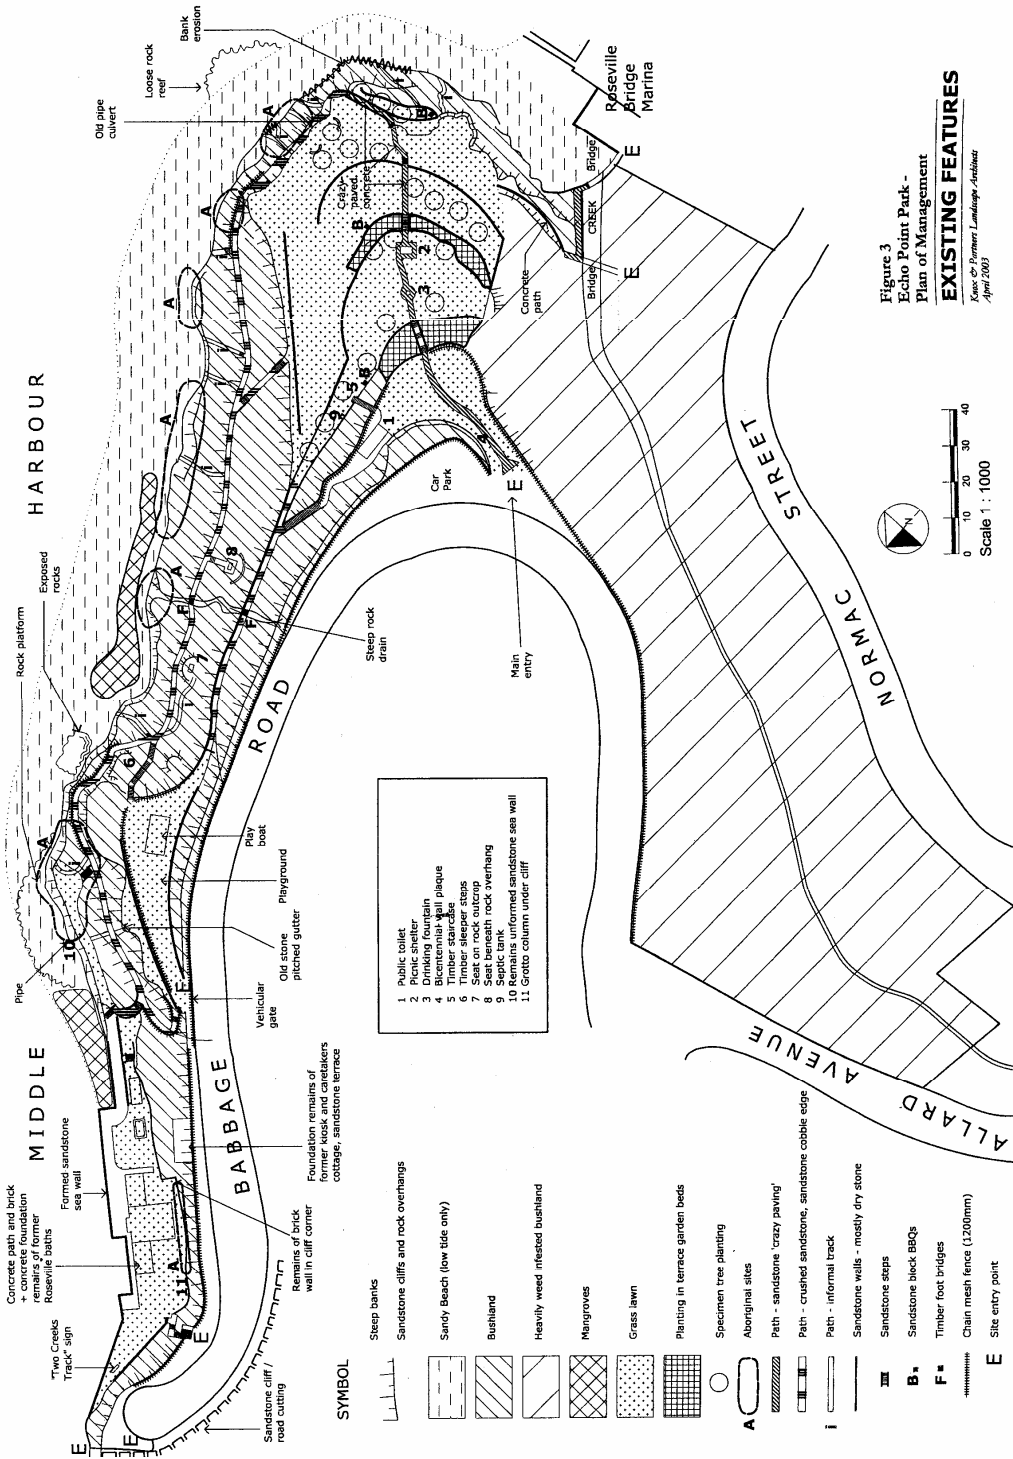 MIDDLE HARBOUR
Concrete path and brick
+ concrete foundation
remains of former
Roseville baths
"Two Creeks
Track" sign
Formed sandstone
sea wall
Pipe
Rock platform
Exposed
rocks
Old pipe
culvert
Loose rock
reef
Bank
erosion
Crazy
paved
concrete
Roseville
Bridge
Marina
Bridge
CREEK
Bridge
Concrete
path
Car
Park
Main
entry
Steep rock
drain
Play
boat
Playground
Old stone
pitched gutter
Vehicular
gate
Foundation remains of
former kiosk and caretakers
cottage, sandstone terrace
Remains of brick
wall in cliff corner
Sandstone cliff /
road cutting
BABBAGE ROAD
ALLARD AVENUE
NORMAC STREET
1 Public toilet
2 Picnic shelter
3 Drinking fountain
4 Bicentennial wall plaque
5 Timber staircase
6 Timber sleeper steps
7 Seat on rock outcrop
8 Seat beneath rock overhang
9 Septic tank
10 Remains unformed sandstone sea wall
11 Grotto column under cliff
SYMBOL
Steep banks
Sandstone cliffs and rock overhangs
Sandy Beach (low tide only)
Bushland
Heavily weed infested bushland
Mangroves
Grass lawn
Planting in terrace garden beds
Specimen tree planting
A Aboriginal sites
Path - sandstone 'crazy paving'
Path - crushed sandstone, sandstone cobble edge
i Path - informal track
Sandstone walls - mostly dry stone
Sandstone steps
B Sandstone block BBQs
F Timber foot bridges
Chain mesh fence (1200mm)
E Site entry point
N
0 10 20 30 40
Scale 1 : 1000
Figure 3
Echo Point Park -
Plan of Management
EXISTING FEATURES
Knox & Partners Landscape Architects
April 2003